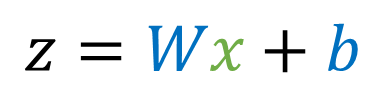 z = Wx + b